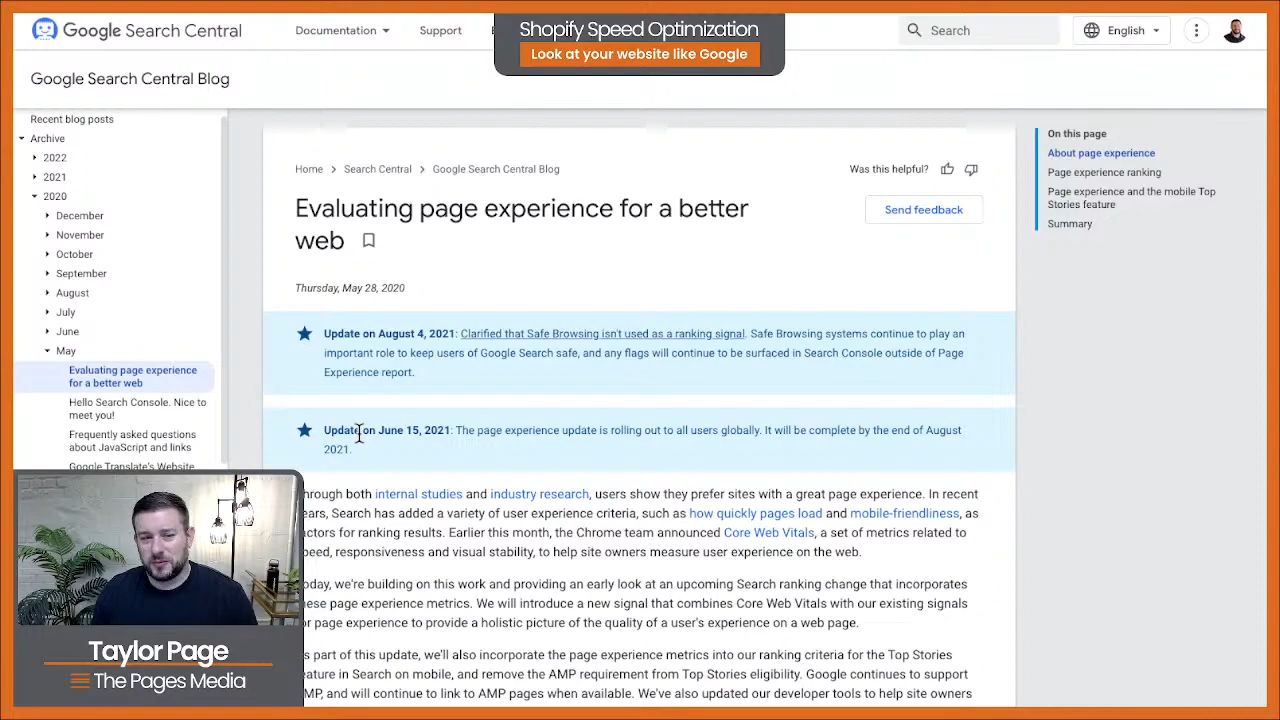 Google Search Central
Documentation
Support
Shopify Speed Optimization
Look at your website like Google
Search
English
Google Search Central Blog
Recent blog posts
Archive
2022
2021
2020
December
November
October
September
August
July
June
May
Evaluating page experience
for a better web
Hello Search Console. Nice to
meet you!
Frequently asked questions
about JavaScript and links
Google Translate's Website
Home
Search Central
Google Search Central Blog
Was this helpful?
Evaluating page experience for a better
web
Send feedback
Thursday, May 28, 2020
Update on August 4, 2021: Clarified that Safe Browsing isn't used as a ranking signal. Safe Browsing systems continue to play an
important role to keep users of Google Search safe, and any flags will continue to be surfaced in Search Console outside of Page
Experience report.
Update on June 15, 2021: The page experience update is rolling out to all users globally. It will be complete by the end of August
2021.
hrough both internal studies and industry research, users show they prefer sites with a great page experience. In recent
ears, Search has added a variety of user experience criteria, such as how quickly pages load and mobile-friendliness, as
actors for ranking results. Earlier this month, the Chrome team announced Core Web Vitals, a set of metrics related to
peed, responsiveness and visual stability, to help site owners measure user experience on the web.
oday, we're building on this work and providing an early look at an upcoming Search ranking change that incorporates
hese page experience metrics. We will introduce a new signal that combines Core Web Vitals with our existing signals
or page experience to provide a holistic picture of the quality of a user's experience on a web page.
s part of this update, we'll also incorporate the page experience metrics into our ranking criteria for the Top Stories
eature in Search on mobile, and remove the AMP requirement from Top Stories eligibility. Google continues to support
MP, and will continue to link to AMP pages when available. We've also updated our developer tools to help site owners
On this page
About page experience
Page experience ranking
Page experience and the mobile Top
Stories feature
Summary
Taylor Page
The Pages Media